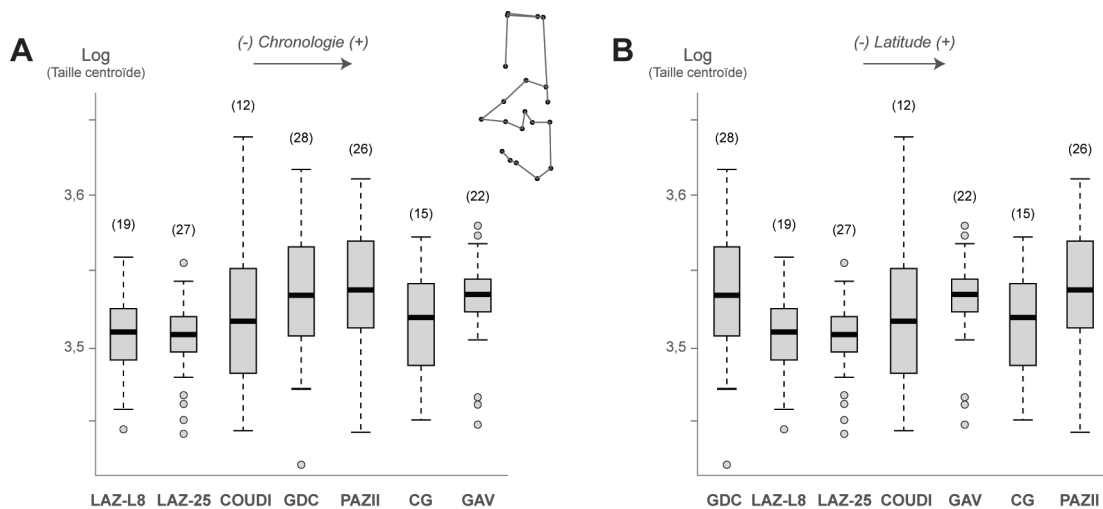 A
Log
(Taille centroïde)
(-) Chronologie (+)
(12)
(28)
(26)
(19)
(27)
(15)
(22)
3,6
3,5
LAZ-L8 LAZ-25 COUDI GDC PAZII CG GAV
B
Log
(Taille centroïde)
(-) Latitude (+)
(28)
(19)
(27)
(12)
(22)
(15)
(26)
3,6
3,5
GDC LAZ-L8 LAZ-25 COUDI GAV CG PAZII